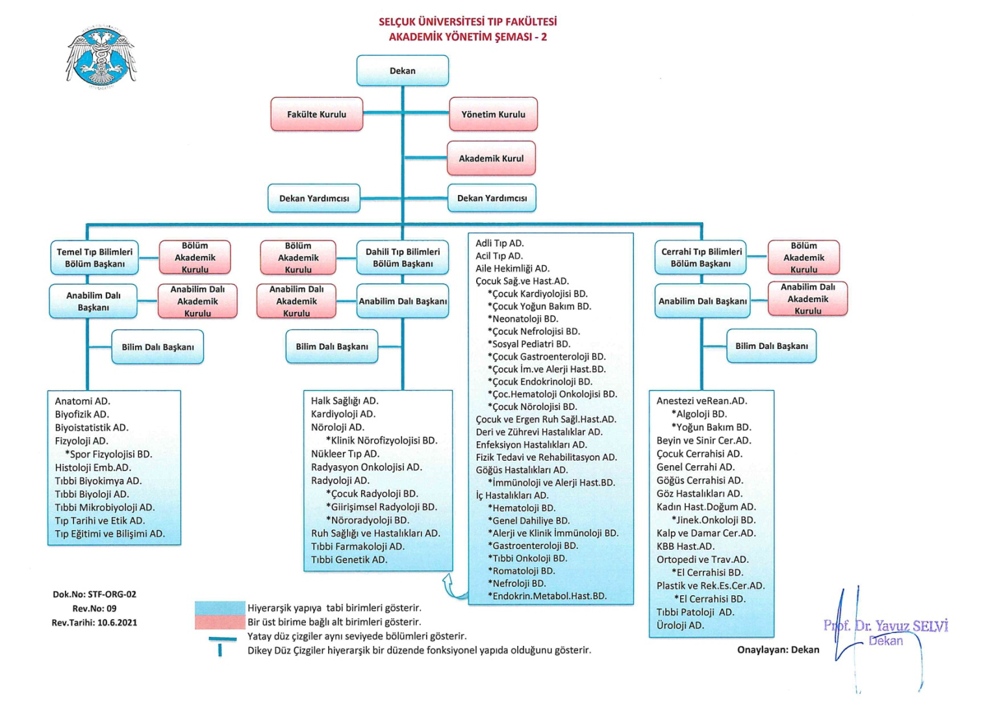 SELÇUK ÜNİVERSİTESİ TIP FAKÜLTESİ
AKADEMİK YÖNETİM ŞEMASI - 2
Dekan
Fakülte Kurulu
Yönetim Kurulu
Akademik Kurul
Dekan Yardımcısı
Dekan Yardımcısı
Temel Tıp Bilimleri
Bölüm Başkanı
Bölüm
Akademik
Kurulu
Anabilim Dalı
Başkanı
Anabilim Dalı
Akademik
Kurulu
Bilim Dalı Başkanı
Anatomi AD.
Biyofizik AD.
Biyoistatistik AD.
Fizyoloji AD.
*Spor Fizyolojisi BD.
Histoloji Emb.AD.
Tıbbi Biyokimya AD.
Tıbbi Biyoloji AD.
Tıbbi Mikrobiyoloji AD.
Tıp Tarihi ve Etik AD.
Tıp Eğitimi ve Bilişimi AD.
Bölüm
Akademik
Kurulu
Dahili Tıp Bilimleri
Bölüm Başkanı
Anabilim Dalı
Akademik
Kurulu
Anabilim Dalı Başkanı
Bilim Dalı Başkanı
Halk Sağlığı AD.
Kardiyoloji AD.
Nöroloji AD.
*Klinik Nörofizyolojisi BD.
Nükleer Tıp AD.
Radyasyon Onkolojisi AD.
Radyoloji AD.
*Çocuk Radyoloji BD.
*Giirişimsel Radyoloji BD.
*Nöroradyoloji BD.
Ruh Sağlığı ve Hastalıkları AD.
Tıbbi Farmakoloji AD.
Tıbbi Genetik AD.
Adli Tıp AD.
Acil Tıp AD.
Aile Hekimliği AD.
Çocuk Sağ.ve Hast.AD.
*Çocuk Kardiyolojisi BD.
*Çocuk Yoğun Bakım BD.
*Neonatoloji BD.
*Çocuk Nefrolojisi BD.
*Sosyal Pediatri BD.
*Çocuk Gastroenteroloji BD.
*Çocuk İm.ve Alerji Hast.BD.
*Çocuk Endokrinoloji BD.
*Çoc.Hematoloji Onkolojisi BD.
*Çocuk Nörolojisi BD.
Çocuk ve Ergen Ruh Sağl.Hast.AD.
Deri ve Zührevi Hastalıklar AD.
Enfeksiyon Hastalıkları AD.
Fizik Tedavi ve Rehabilitasyon AD.
Göğüs Hastalıkları AD.
*İmmünoloji ve Alerji Hast.BD.
İç Hastalıkları AD.
*Hematoloji BD.
*Genel Dahiliye BD.
*Alerji ve Klinik İmmünoloji BD.
*Gastroenteroloji BD.
*Tıbbi Onkoloji BD.
*Romatoloji BD.
*Nefroloji BD.
*Endokrin.Metabol.Hast.BD.
Cerrahi Tıp Bilimleri
Bölüm Başkanı
Bölüm
Akademik
Kurulu
Anabilim Dalı Başkanı
Anabilim Dalı
Akademik
Kurulu
Bilim Dalı Başkanı
Anestezi veRean.AD.
*Algoloji BD.
*Yoğun Bakım BD.
Beyin ve Sinir Cer.AD.
Çocuk Cerrahisi AD.
Genel Cerrahi AD.
Göğüs Cerrahisi AD.
Göz Hastalıkları AD.
Kadın Hast.Doğum AD.
*Jinek.Onkoloji BD.
Kalp ve Damar Cer.AD.
KBB Hast.AD.
Ortopedi ve Trav.AD.
*El Cerrahisi BD.
Plastik ve Rek.Es.Cer.AD.
*El Cerrahisi BD.
Tıbbi Patoloji AD.
Üroloji AD.
Dok.No: STF-ORG-02
Rev.No: 09
Rev.Tarihi: 10.6.2021
Hiyerarşik yapıya tabi birimleri gösterir.
Bir üst birime bağlı alt birimleri gösterir.
Yatay düz çizgiler aynı seviyede bölümleri gösterir.
Dikey Düz Çizgiler hiyerarşik bir düzende fonksiyonel yapıda olduğunu gösterir.
Prof. Dr. Yavuz SELVİ
Dekan
Onaylayan: Dekan